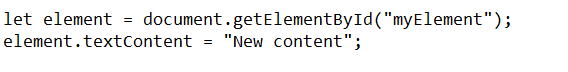 let element = document.getElementById("myElement");
element.textContent = "New content";